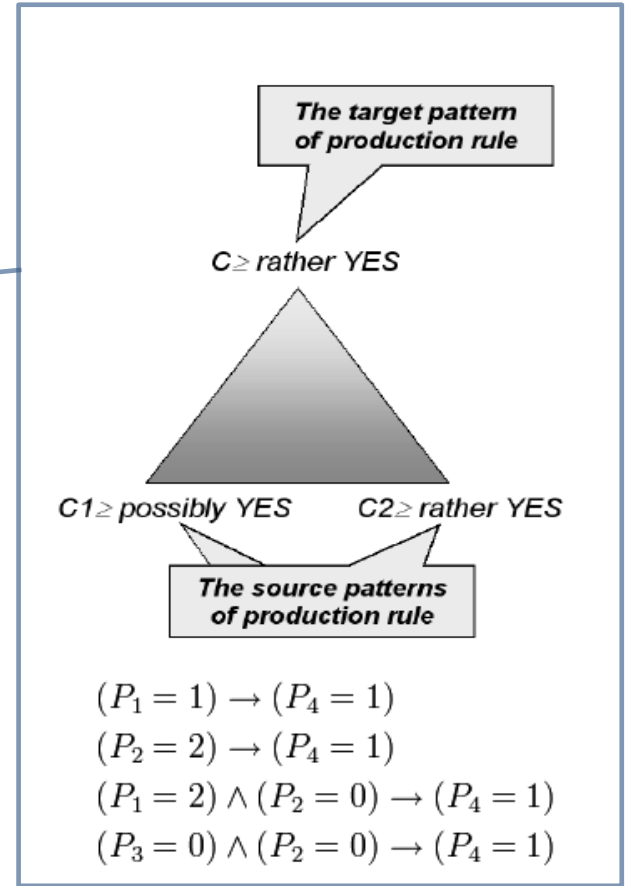 The target pattern
of production rule
C≥ rather YES
C1≥ possibly YES C2≥ rather YES
The source patterns
of production rule
(P₁ = 1) → (P₄ = 1)
(P₂ = 2) → (P₄ = 1)
(P₁ = 2) ∧ (P₂ = 0) → (P₄ = 1)
(P₃ = 0) ∧ (P₂ = 0) → (P₄ = 1)